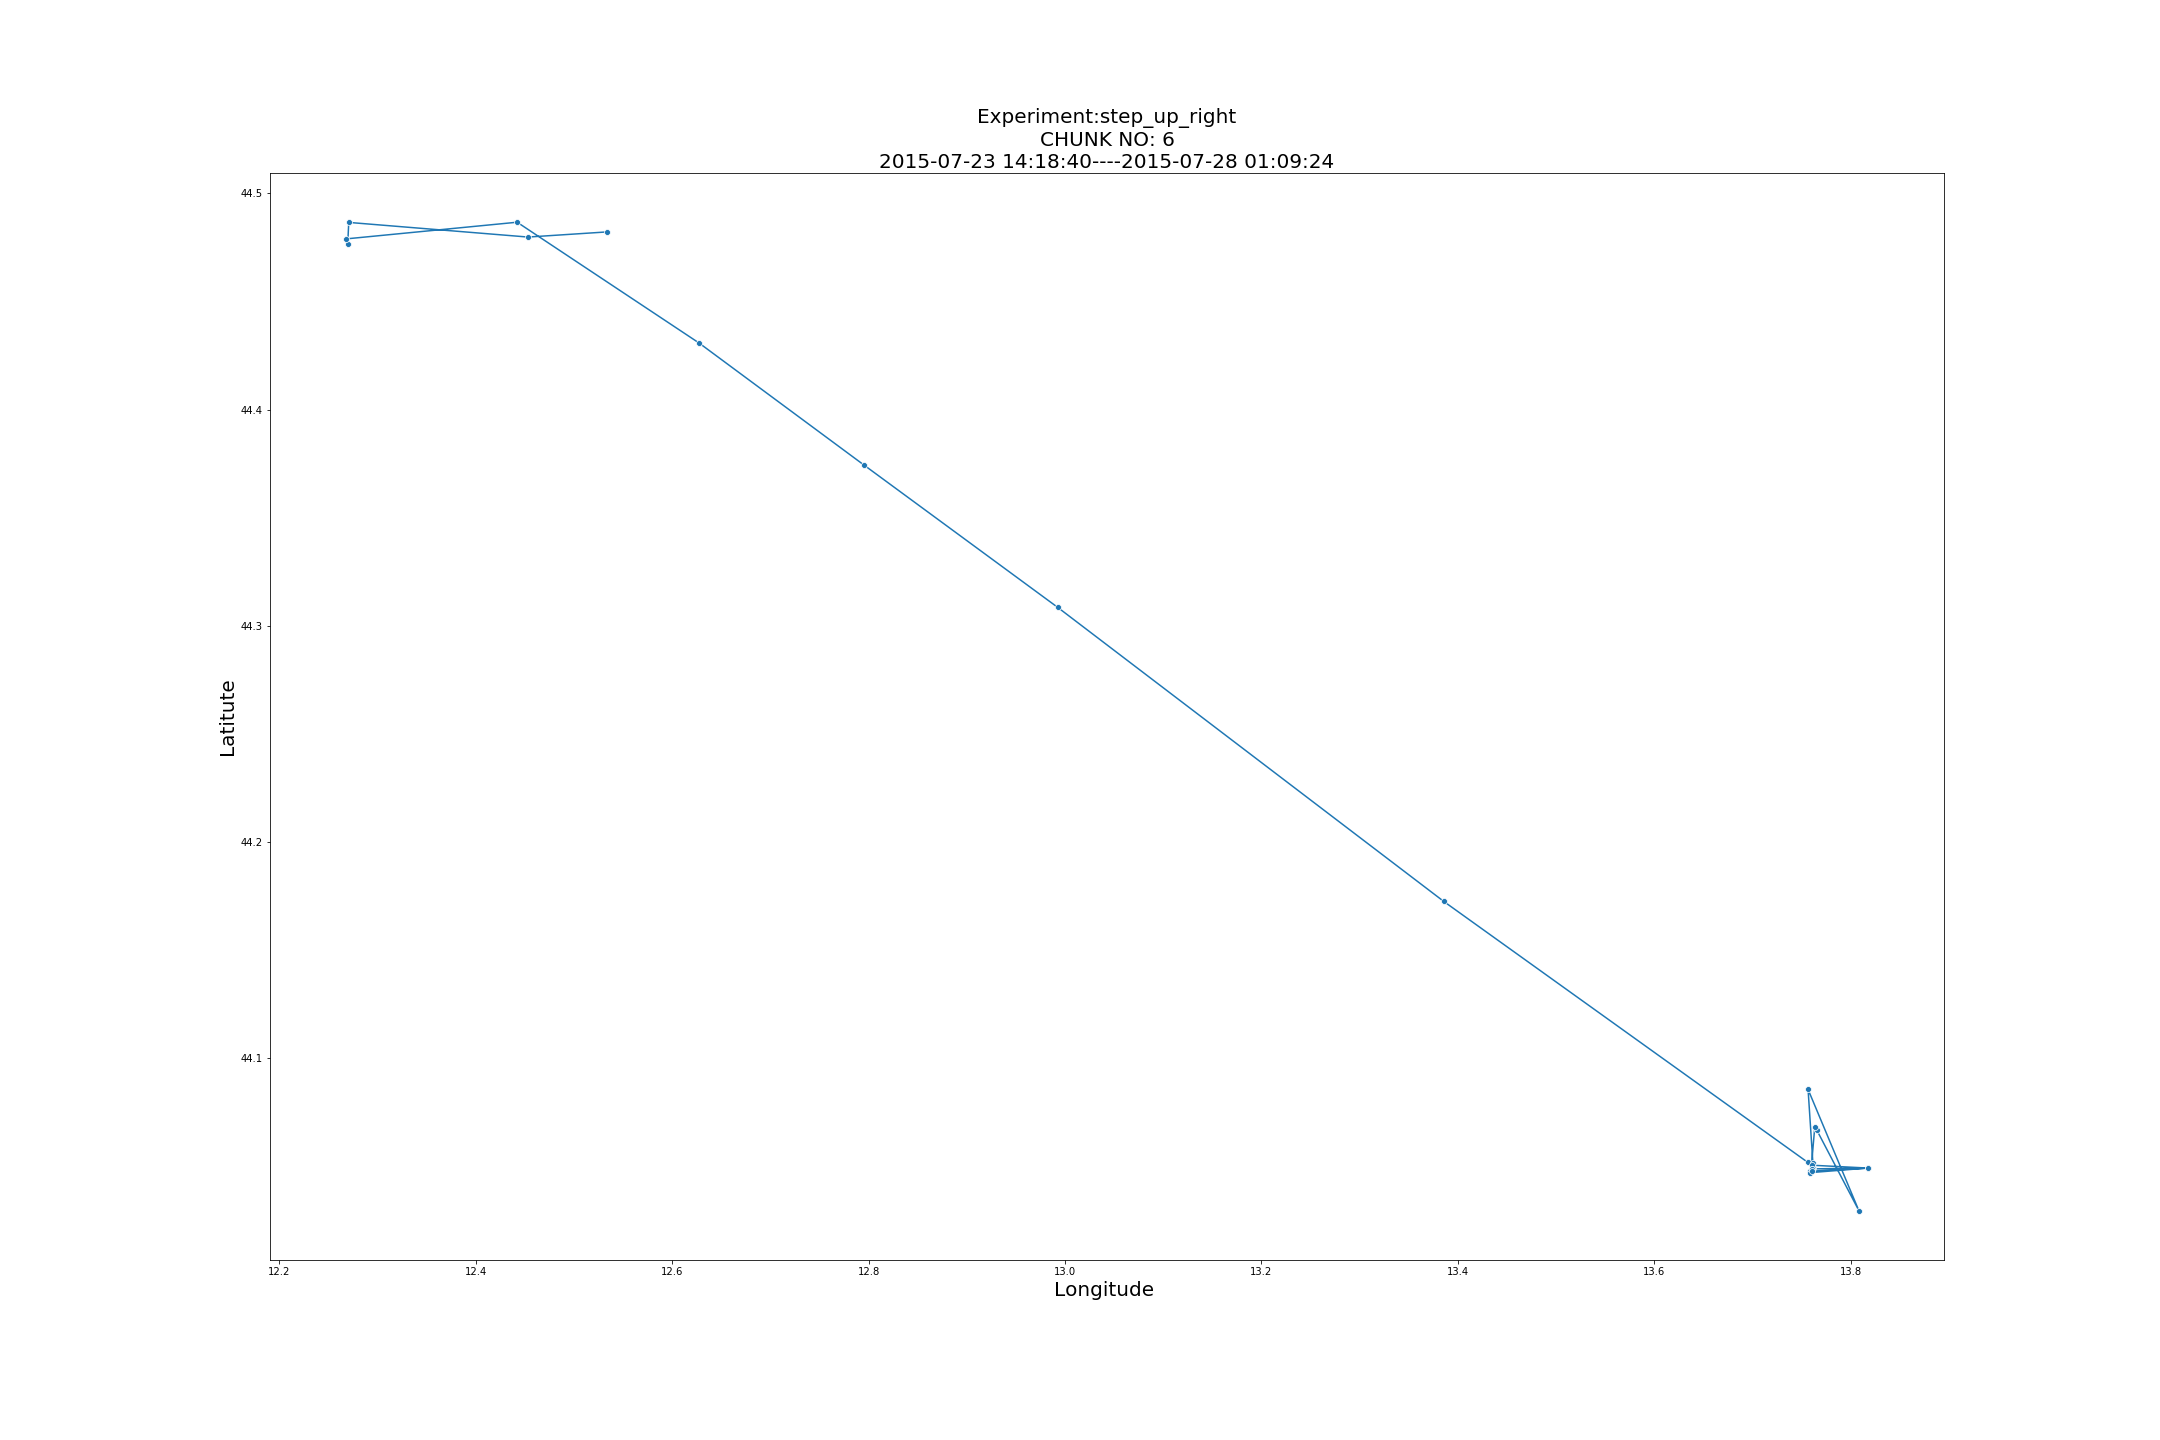 Experiment:step_up_right
CHUNK NO: 6
2015-07-23 14:18:40----2015-07-28 01:09:24
44.5
44.4
44.3
44.2
44.1
Latitute
12.2 12.4 12.6 12.8 13.0 13.2 13.4 13.6 13.8
Longitude